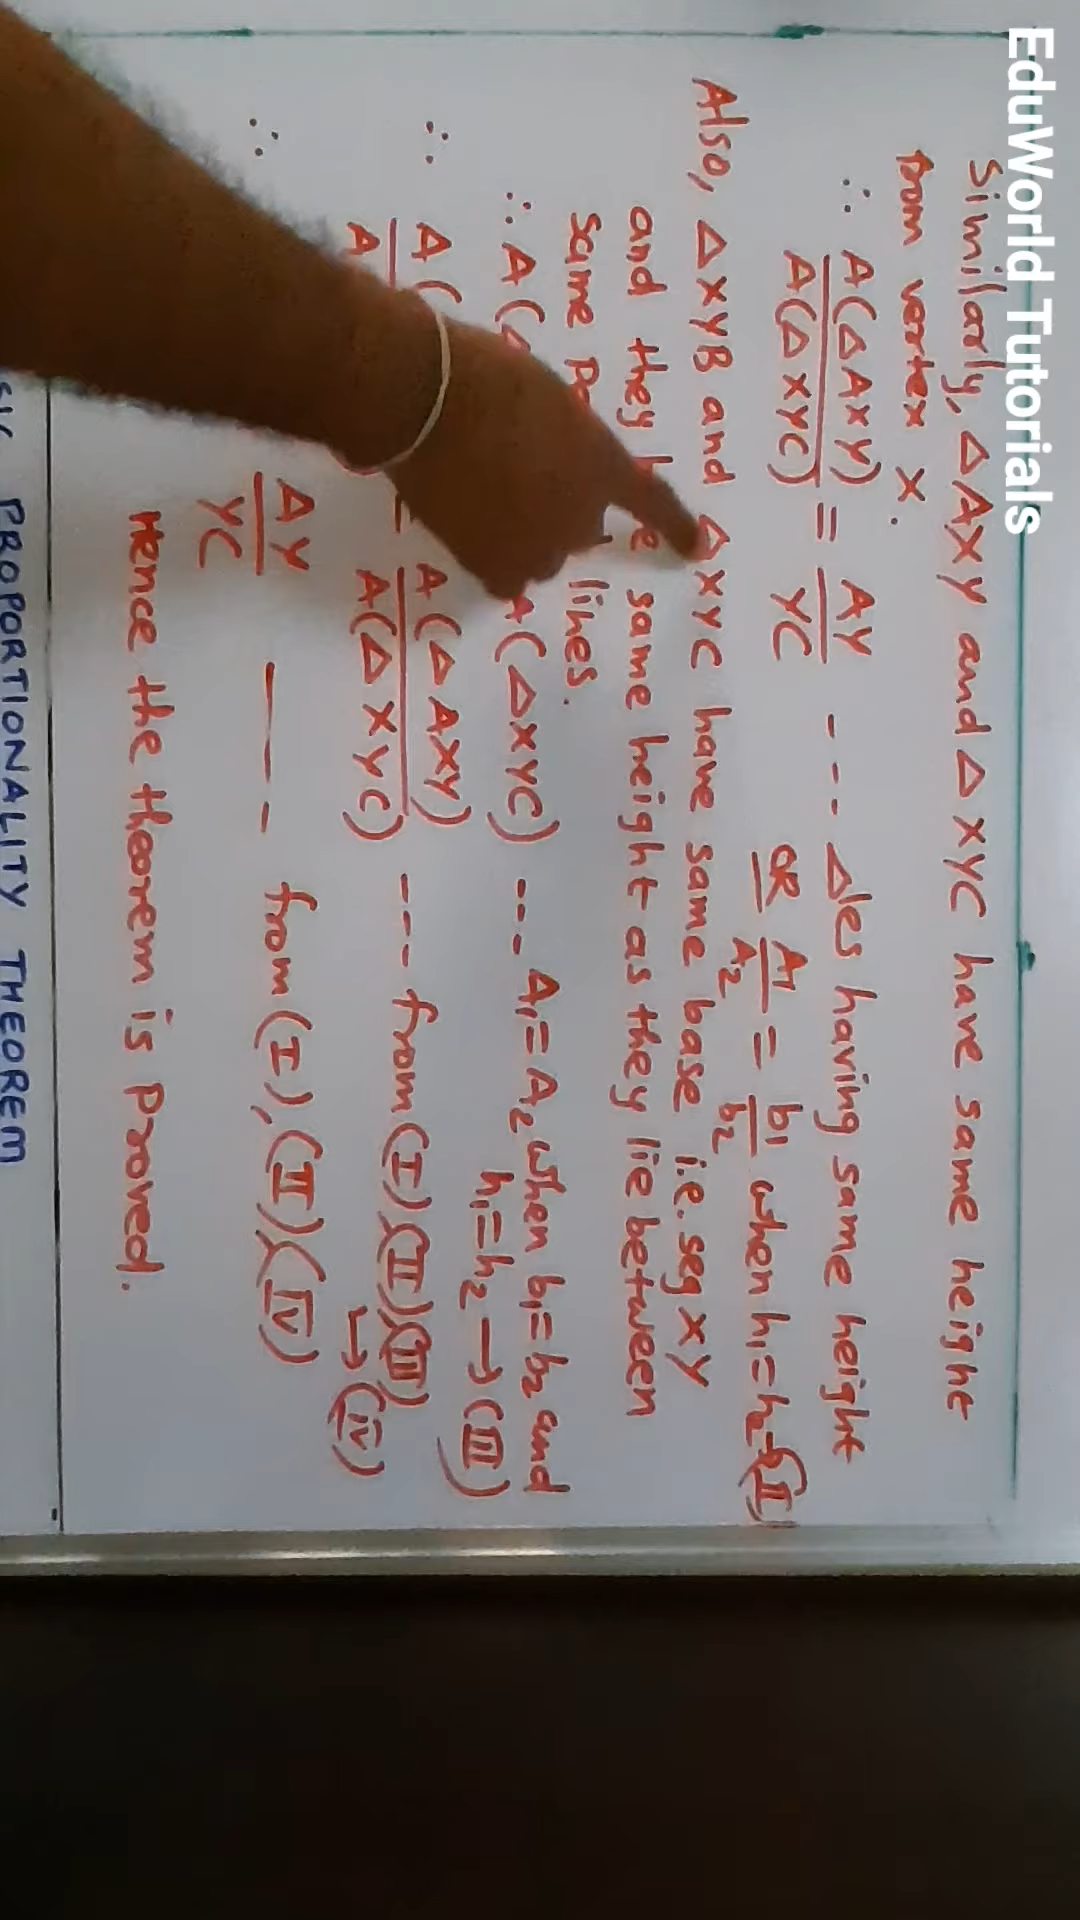 EduWorld Tutorials
Similarly, △AXY and △XYC have same height
from vertex X.
∴ A(△AXY) / A(△XYC) = AY / YC --- △les having same height
OR A1/A2 = b1/b2 when h1=h2 → (II)
Also, △XYB and △XYC have same base i.e. seg XY
and they same height as they lie between
same lines.
∴ A( A(△XYC) --- A1=A2 when b1=b2 and
h1=h2 → (III)
∴ A( / A = A(△AXY) / A(△XYC) --- from (I), (II), (III)
→ (IV)
∴ AY / YC --- from (I), (II), (IV)
Hence the theorem is proved.
PROPORTIONALITY THEOREM